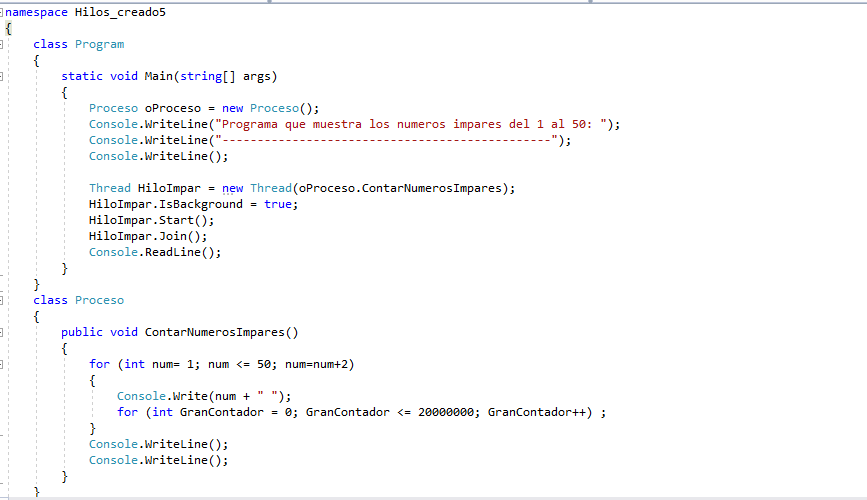 namespace Hilos_creado5
{
    class Program
    {
        static void Main(string[] args)
        {
            Proceso oProceso = new Proceso();
            Console.WriteLine("Programa que muestra los numeros impares del 1 al 50: ");
            Console.WriteLine("-----------------------------------------------");
            Console.WriteLine();

            Thread HiloImpar = new Thread(oProceso.ContarNumerosImpares);
            HiloImpar.IsBackground = true;
            HiloImpar.Start();
            HiloImpar.Join();
            Console.ReadLine();
        }
    }
    class Proceso
    {
        public void ContarNumerosImpares()
        {
            for (int num= 1; num <= 50; num=num+2)
            {
                Console.Write(num + " ");
                for (int GranContador = 0; GranContador <= 20000000; GranContador++) ;
            }
            Console.WriteLine();
            Console.WriteLine();
        }
    }